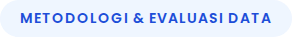 METODOLOGI & EVALUASI DATA